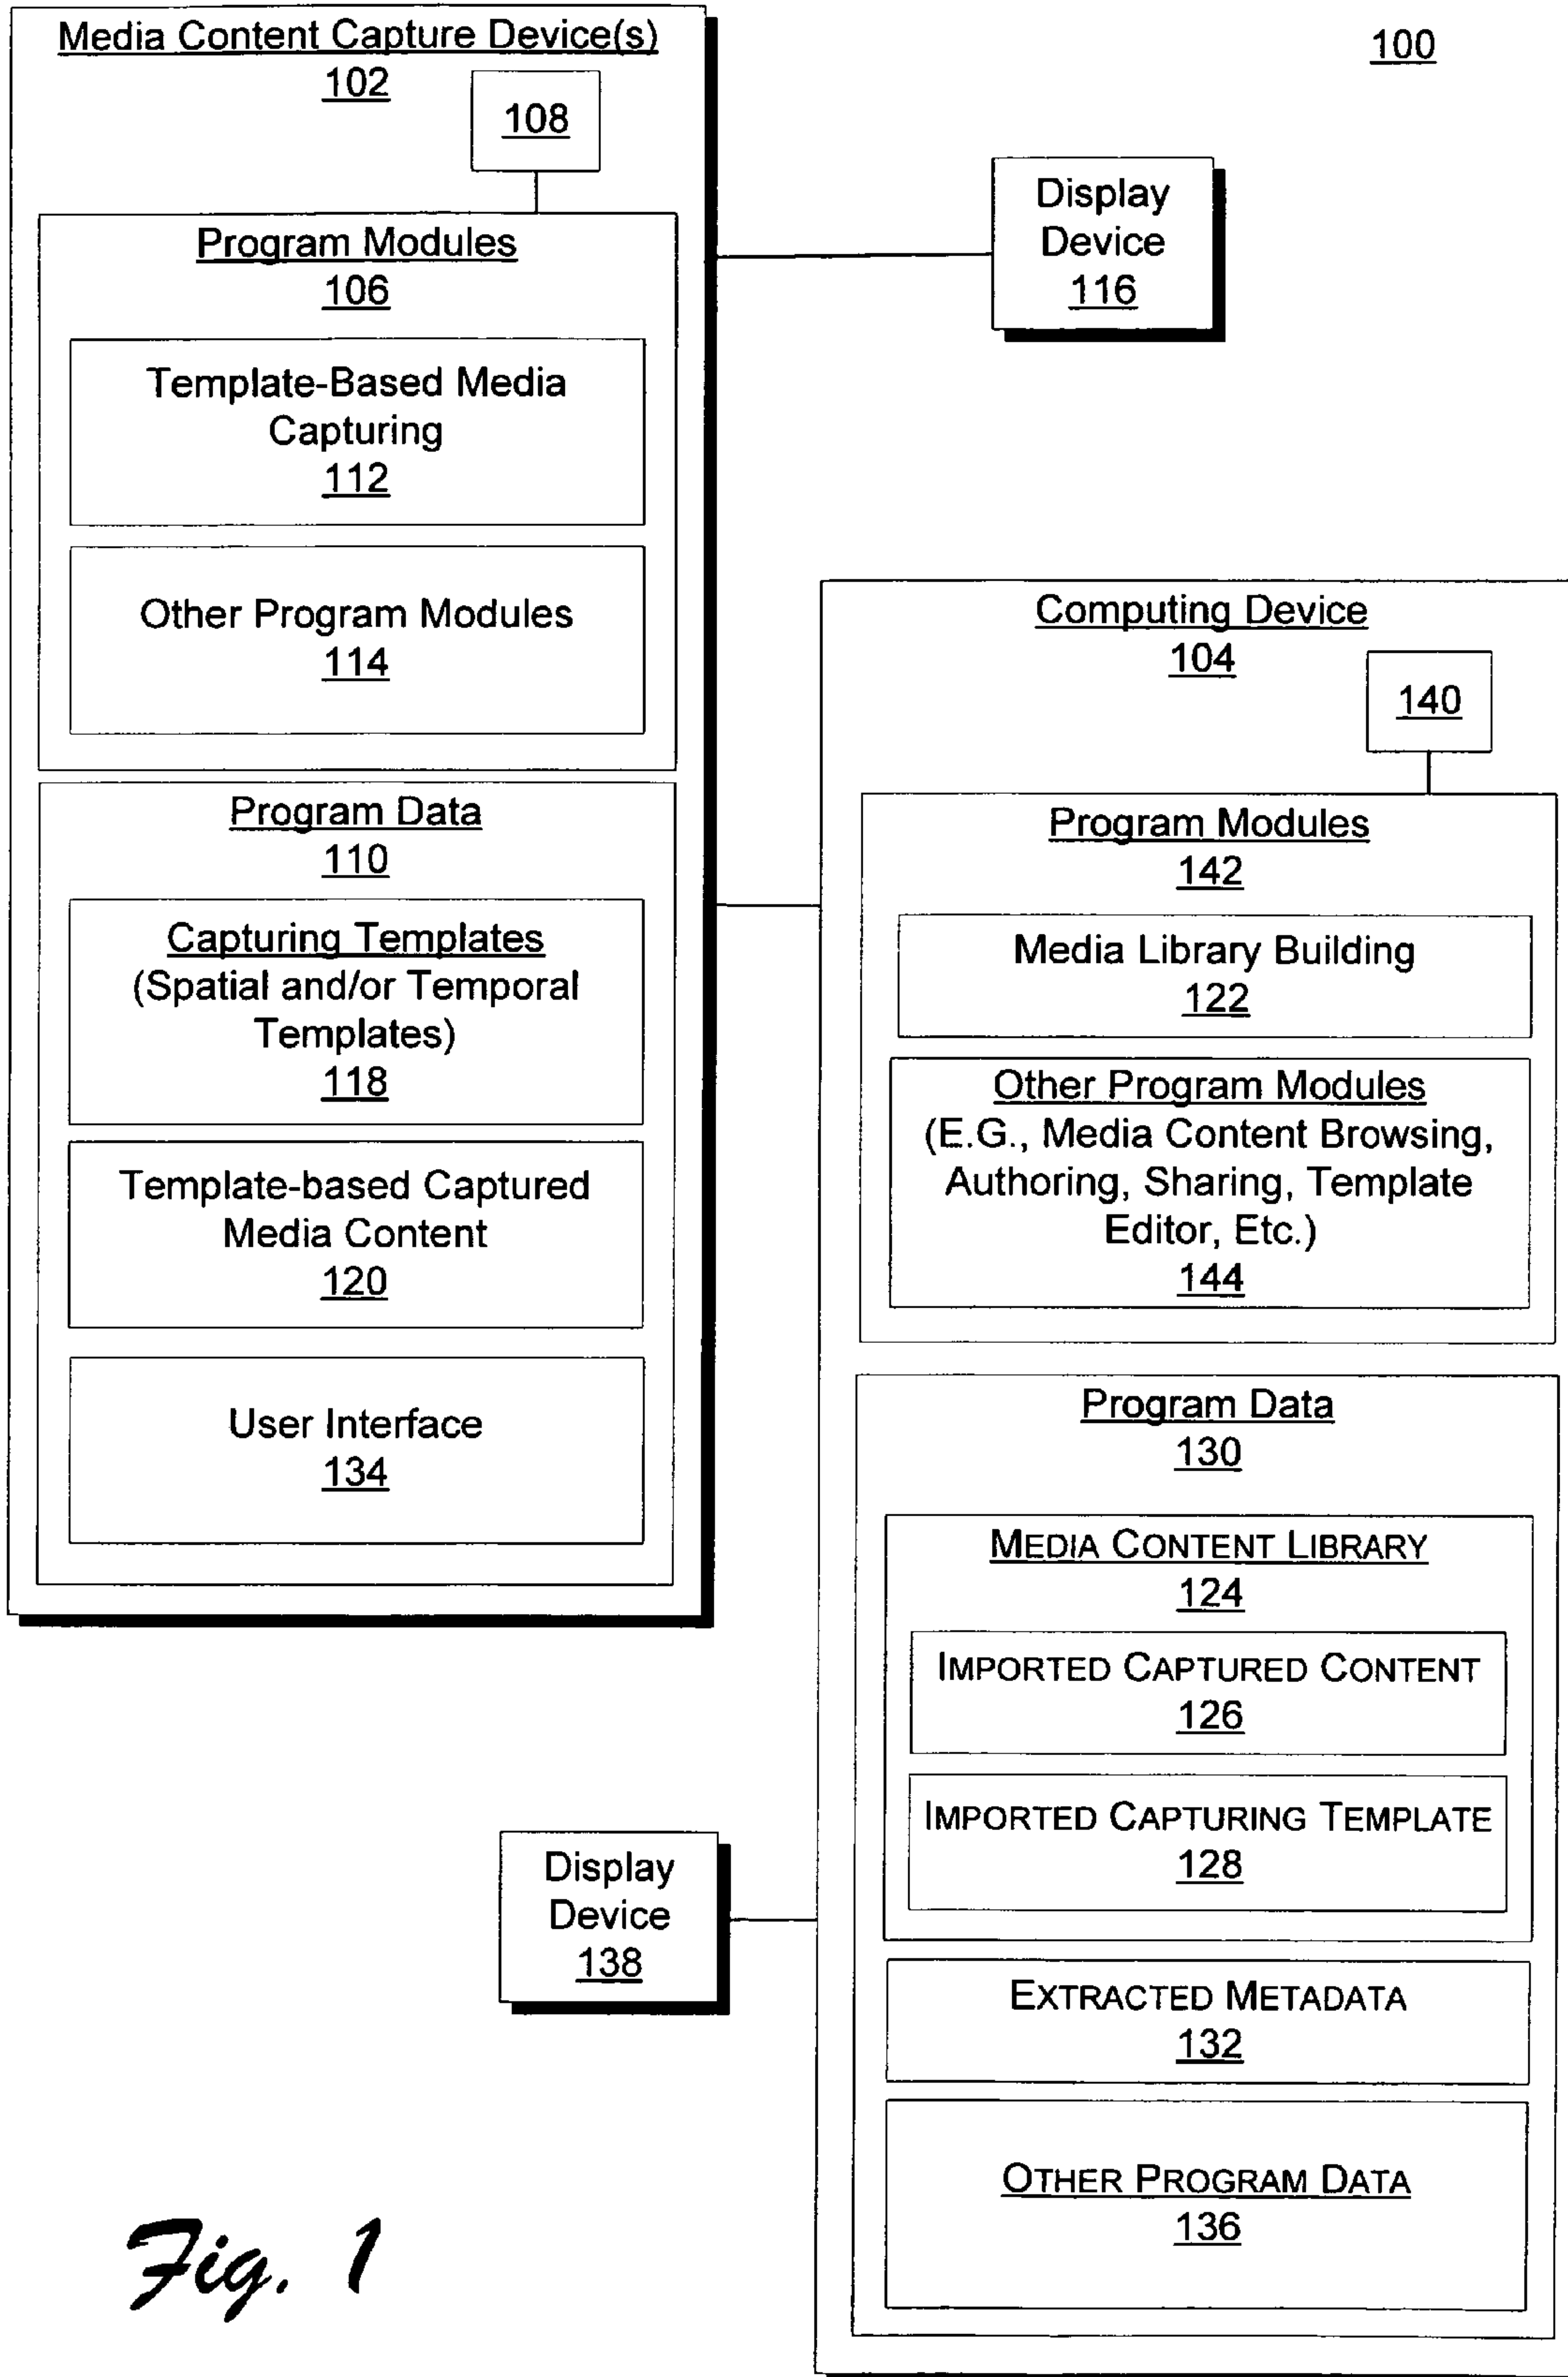 Media Content Capture Device(s)
102
108
Program Modules
106
Template-Based Media
Capturing
112
Other Program Modules
114
Program Data
110
Capturing Templates
(Spatial and/or Temporal
Templates)
118
Template-based Captured
Media Content
120
User Interface
134
100
Display
Device
116
Computing Device
104
140
Program Modules
142
Media Library Building
122
Other Program Modules
(E.G., Media Content Browsing,
Authoring, Sharing, Template
Editor, Etc.)
144
Program Data
130
MEDIA CONTENT LIBRARY
124
IMPORTED CAPTURED CONTENT
126
IMPORTED CAPTURING TEMPLATE
128
EXTRACTED METADATA
132
OTHER PROGRAM DATA
136
Display
Device
138
Fig. 1